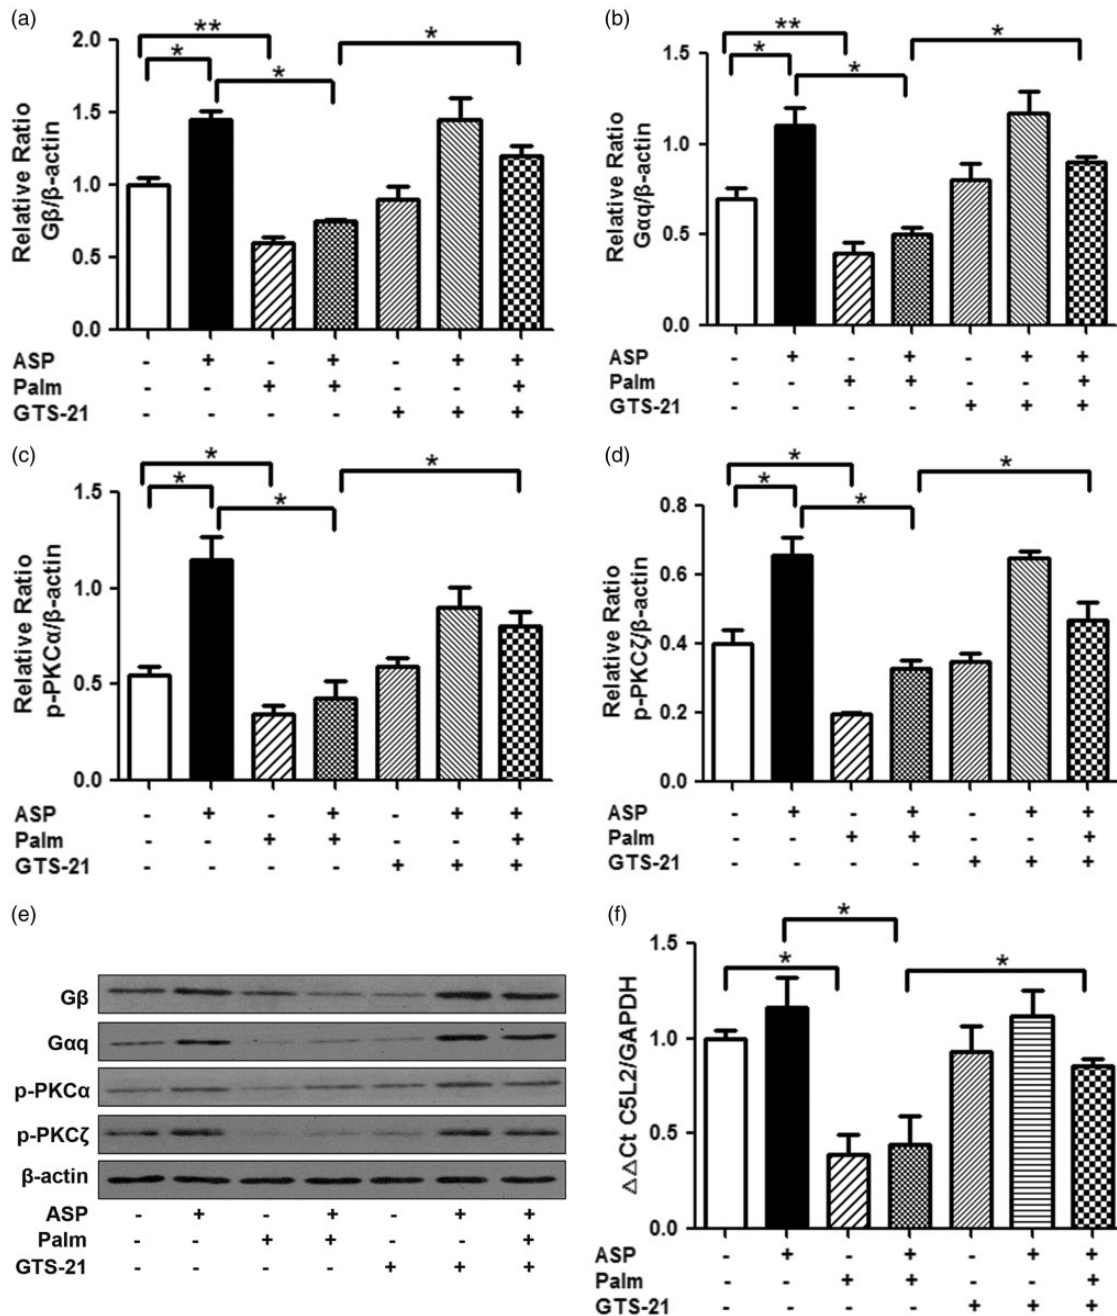 (a)
Relative Ratio
Gβ/β-actin
2.0
1.5
1.0
0.5
0.0
**
*
*
*
ASP - + - + - + +
Palm - - + + - - +
GTS-21 - - - - + + +
(b)
Relative Ratio
Gαq/β-actin
1.5
1.0
0.5
0.0
**
*
*
*
ASP - + - + - + +
Palm - - + + - - +
GTS-21 - - - - + + +
(c)
Relative Ratio
p-PKCα/β-actin
1.5
1.0
0.5
0.0
*
*
*
*
ASP - + - + - + +
Palm - - + + - - +
GTS-21 - - - - + + +
(d)
Relative Ratio
p-PKCζ/β-actin
0.8
0.6
0.4
0.2
0.0
*
*
*
*
ASP - + - + - + +
Palm - - + + - - +
GTS-21 - - - - + + +
(e)
Gβ
Gαq
p-PKCα
p-PKCζ
β-actin
ASP - + - + - + +
Palm - - + + - - +
GTS-21 - - - - + + +
(f)
△△Ct C5L2/GAPDH
1.5
1.0
0.5
0.0
*
*
*
ASP - + - + - + +
Palm - - + + - - +
GTS-21 - - - - + + +